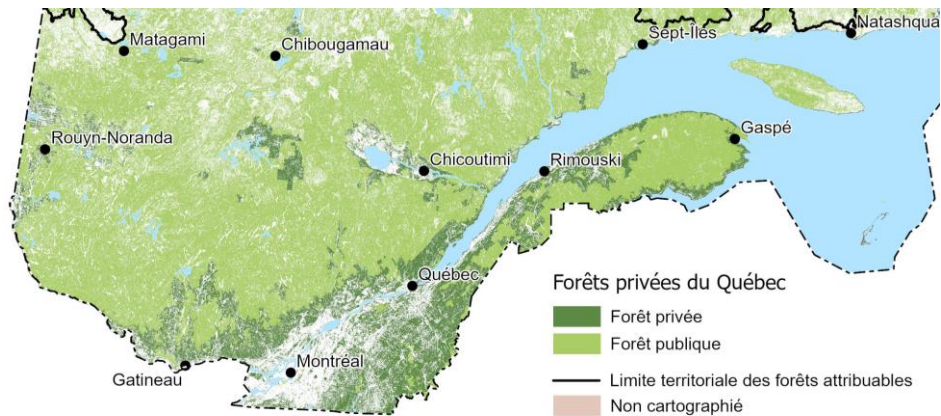 Matagami
Chibougamau
Sept-Îles
Natashqua
Rouyn-Noranda
Chicoutimi
Rimouski
Gaspé
Québec
Gatineau
Montréal
Forêts privées du Québec
Forêt privée
Forêt publique
Limite territoriale des forêts attribuables
Non cartographié